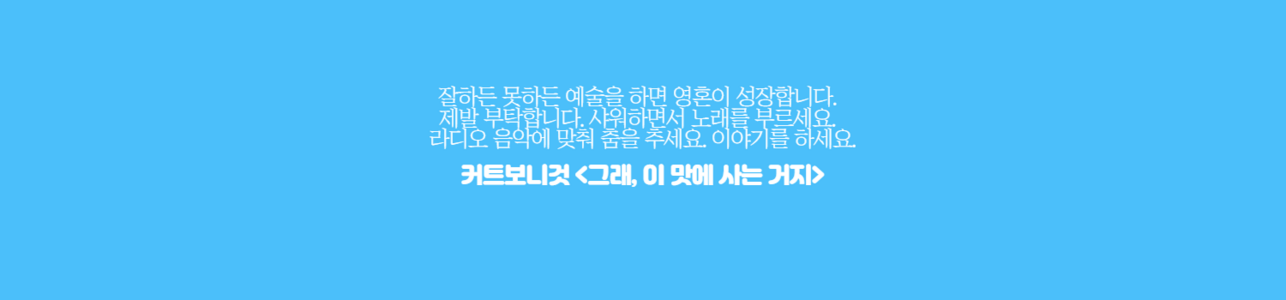 잘하든 못하든 예술을 하면 영혼이 성장합니다.
제발 부탁합니다. 샤워하면서 노래를 부르세요.
라디오 음악에 맞춰 춤을 추세요. 이야기를 하세요.
커트보니것 <그래, 이 맛에 사는 거지>